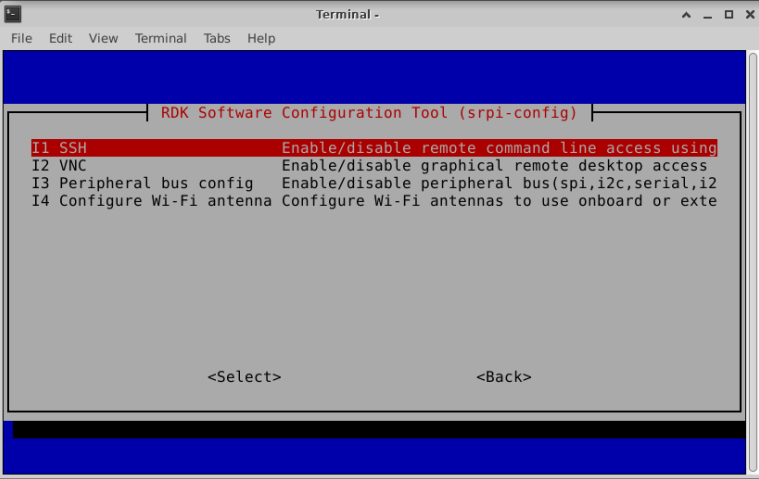 Terminal -
File Edit View Terminal Tabs Help
RDK Software Configuration Tool (srpi-config)
I1 SSH Enable/disable remote command line access using
I2 VNC Enable/disable graphical remote desktop access
I3 Peripheral bus config Enable/disable peripheral bus(spi,i2c,serial,i2
I4 Configure Wi-Fi antenna Configure Wi-Fi antennas to use onboard or exte
<Select> <Back>